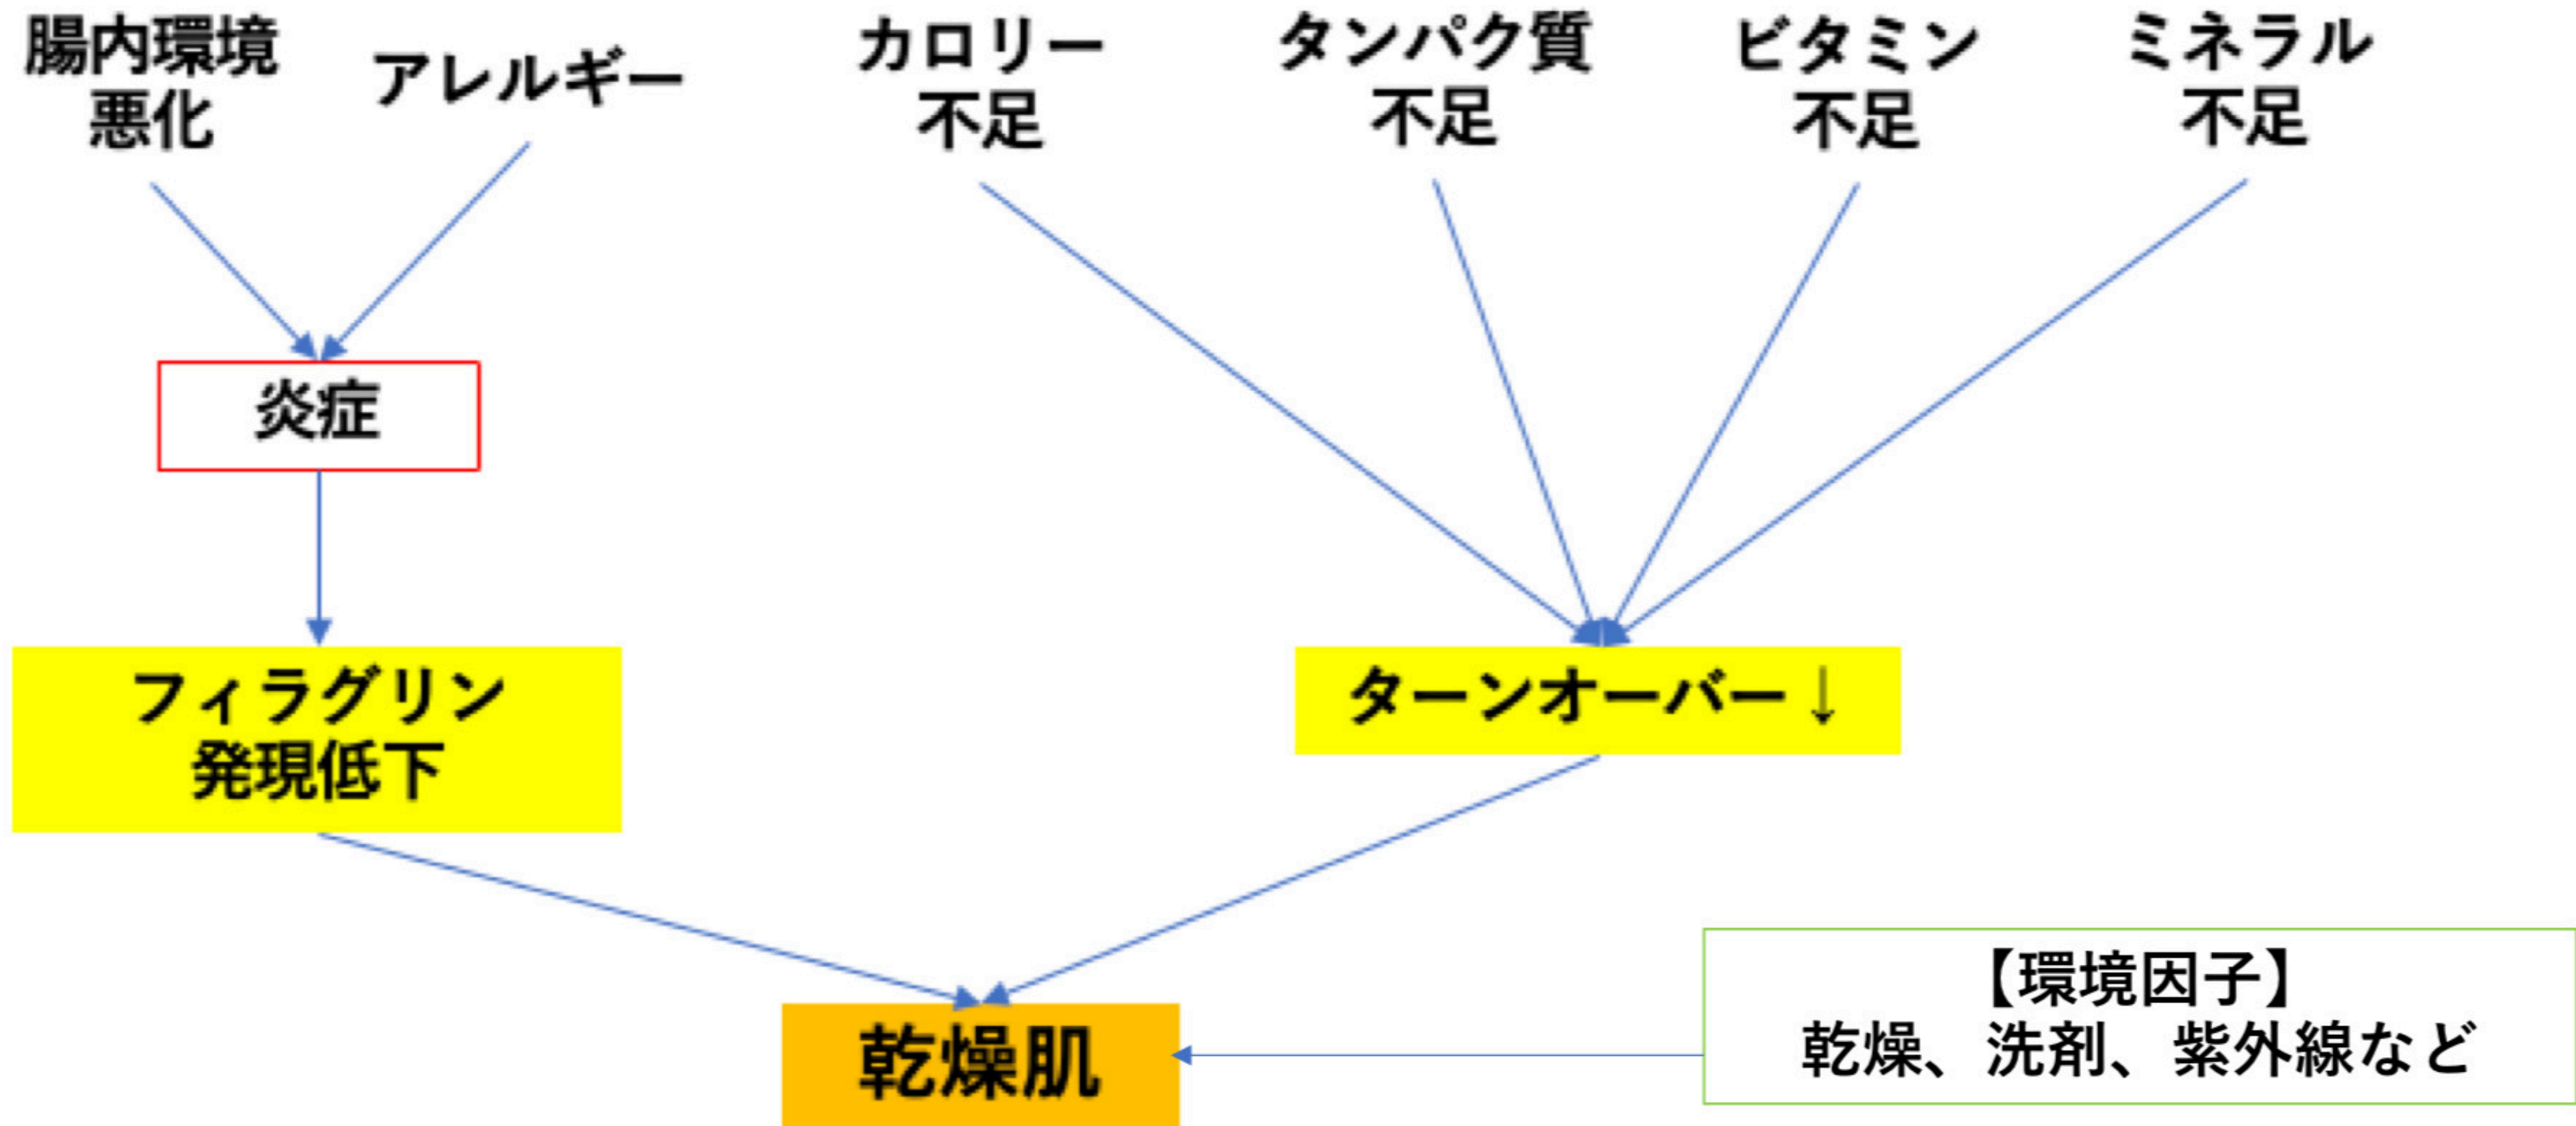 腸内環境
悪化
アレルギー
カロリー
不足
タンパク質
不足
ビタミン
不足
ミネラル
不足
炎症
フィラグリン
発現低下
ターンオーバー↓
乾燥肌
【環境因子】
乾燥、洗剤、紫外線など